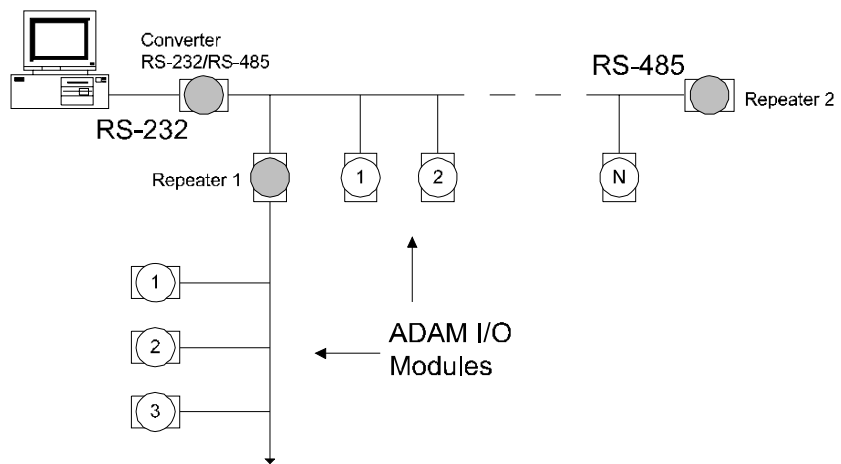 Converter
RS-232/RS-485
RS-485
Repeater 2
RS-232
Repeater 1
1
2
N
1
2
3
ADAM I/O
Modules